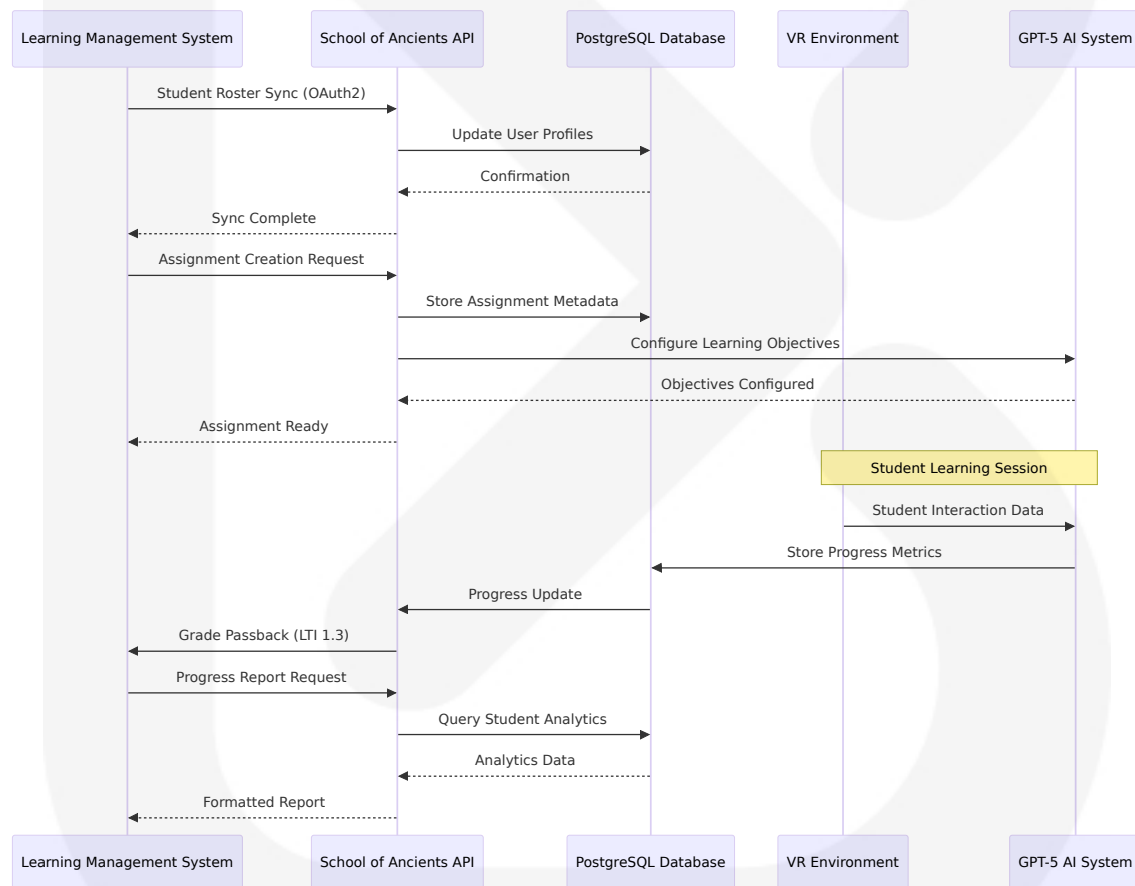 Learning Management System
School of Ancients API
PostgreSQL Database
VR Environment
GPT-5 AI System
Student Roster Sync (OAuth2)
Update User Profiles
Confirmation
Sync Complete
Assignment Creation Request
Store Assignment Metadata
Configure Learning Objectives
Objectives Configured
Assignment Ready
Student Learning Session
Student Interaction Data
Store Progress Metrics
Progress Update
Grade Passback (LTI 1.3)
Progress Report Request
Query Student Analytics
Analytics Data
Formatted Report
Learning Management System
School of Ancients API
PostgreSQL Database
VR Environment
GPT-5 AI System